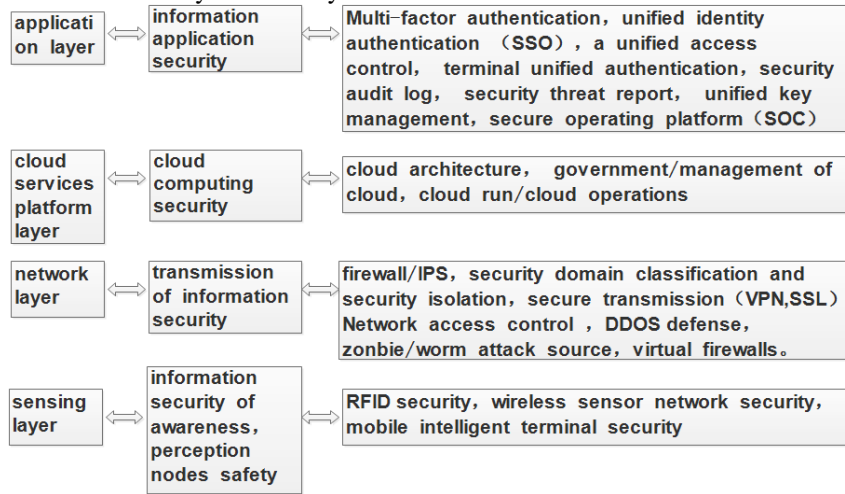 applicati
on layer
information
application
security
Multi-factor authentication，unified identity
authentication （SSO），a unified access
control， terminal unified authentication，security
audit log， security threat report， unified key
management，secure operating platform（SOC）
cloud
services
platform
layer
cloud
computing
security
cloud architecture， government/management of
cloud，cloud run/cloud operations
network
layer
transmission
of information
security
firewall/IPS，security domain classification and
security isolation，secure transmission（VPN,SSL）
Network access control ，DDOS defense，
zonbie/worm attack source，virtual firewalls。
sensing
layer
information
security of
awareness，
perception
nodes safety
RFID security，wireless sensor network security，
mobile intelligent terminal security